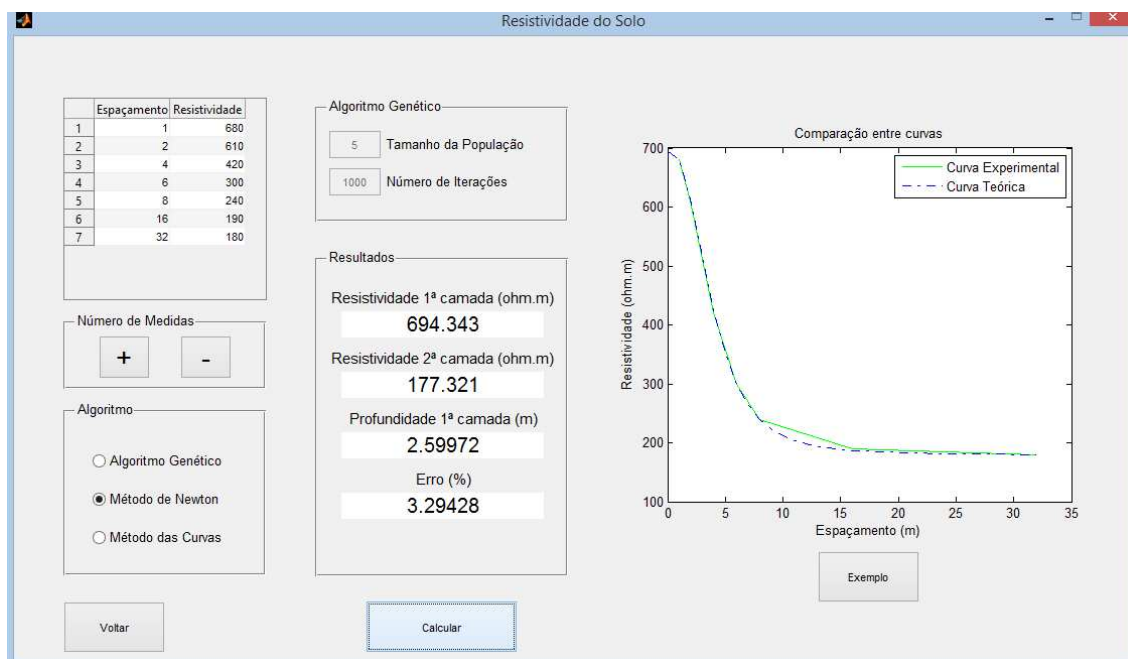 Resistividade do Solo
Espaçamento Resistividade
1 1 680
2 2 610
3 4 420
4 6 300
5 8 240
6 16 190
7 32 180
Número de Medidas
+ -
Algoritmo
Algoritmo Genético
Método de Newton
Método das Curvas
Voltar
Algoritmo Genético
5 Tamanho da População
1000 Número de Iterações
Resultados
Resistividade 1ª camada (ohm.m)
694.343
Resistividade 2ª camada (ohm.m)
177.321
Profundidade 1ª camada (m)
2.59972
Erro (%)
3.29428
Calcular
Comparação entre curvas
Curva Experimental
Curva Teórica
Resistividade (ohm.m)
700
600
500
400
300
200
100
0 5 10 15 20 25 30 35
Espaçamento (m)
Exemplo